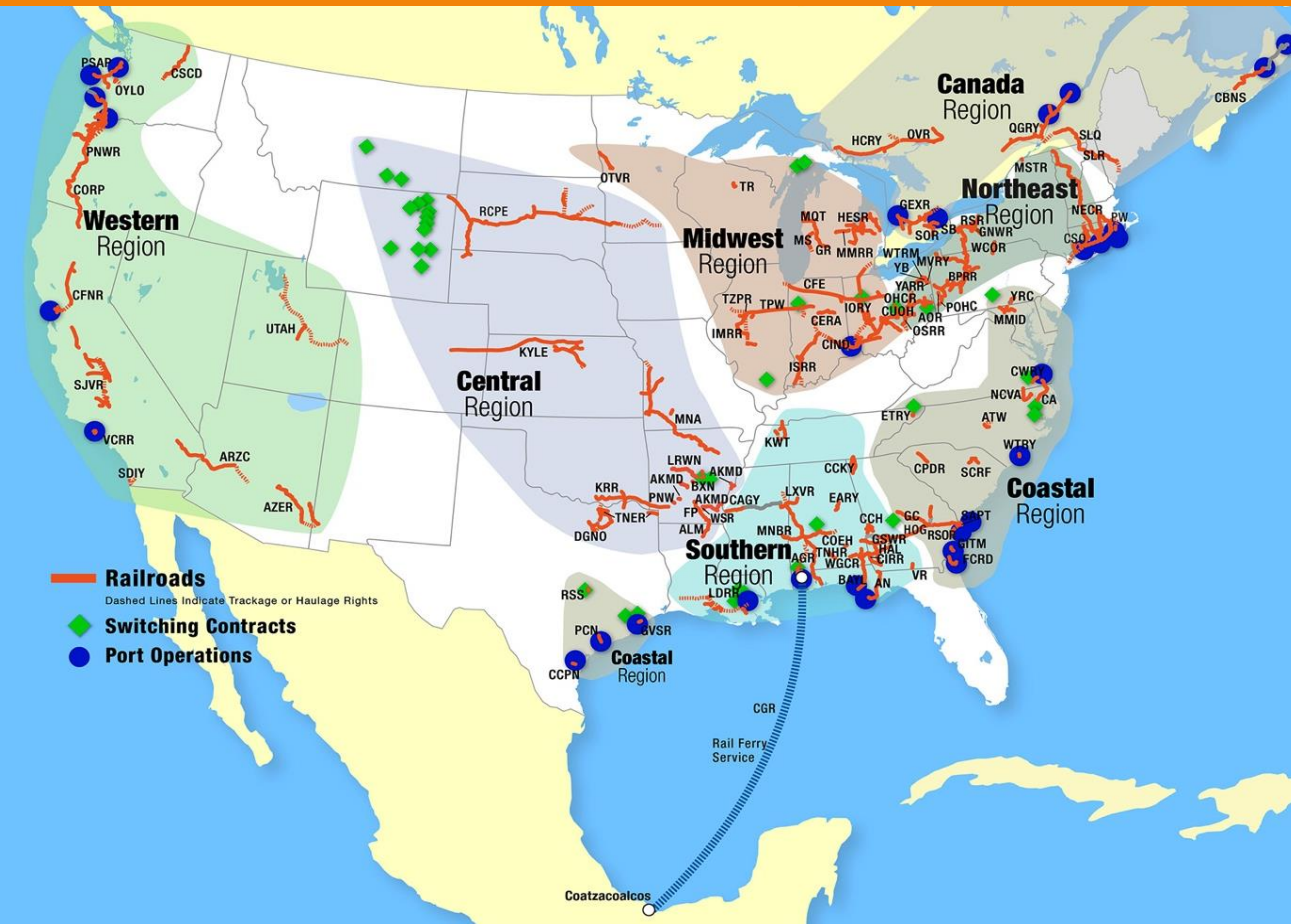 PSAP
OYLO
CSCD
PNWR
CORP
Western
Region
CFNR
UTAH
SJVR
VCRR
SDIY
ARZC
AZER
RCPE
OTVR
KYLE
Central
Region
MNA
LRWN
AKMD
AKMD
BXN
KRR
PNW
AKMD
CAGY
FP
WSR
TNER
ALM
DGNO
TR
Midwest
Region
MQT
HESR
MS
GR
MMRR
CFE
TZPR
TPW
IORY
CERA
IMRR
CIND
ISRR
OHCR
CUOH
AOR
OSRR
POHC
WTRM
MVRY
YB
YARR
BPRR
Canada
Region
HCRY
OVR
QGRY
SLQ
SLR
MSTR
CBNS
GEXR
SOR
SB
Northeast
Region
RSR
GNWR
WCOR
NECR
PW
CSO
YRC
MMID
CWRY
NCVA
CA
ETRY
ATW
WTRY
CPDR
SCRF
Coastal
Region
KWT
CCKY
LXVR
EARY
CCH
GC
HOG
RSOR
SAPT
GITM
FCRD
MNBR
COEH
GSWR
TNHR
HAL
CIRR
AGR
WGCR
Southern
Region
BAYL
AN
VR
LDRR
RSS
PCN
GVSR
CCPN
Coastal
Region
CGR
Rail Ferry
Service
Coatzacoalcos
Railroads
Dashed Lines Indicate Trackage or Haulage Rights
Switching Contracts
Port Operations